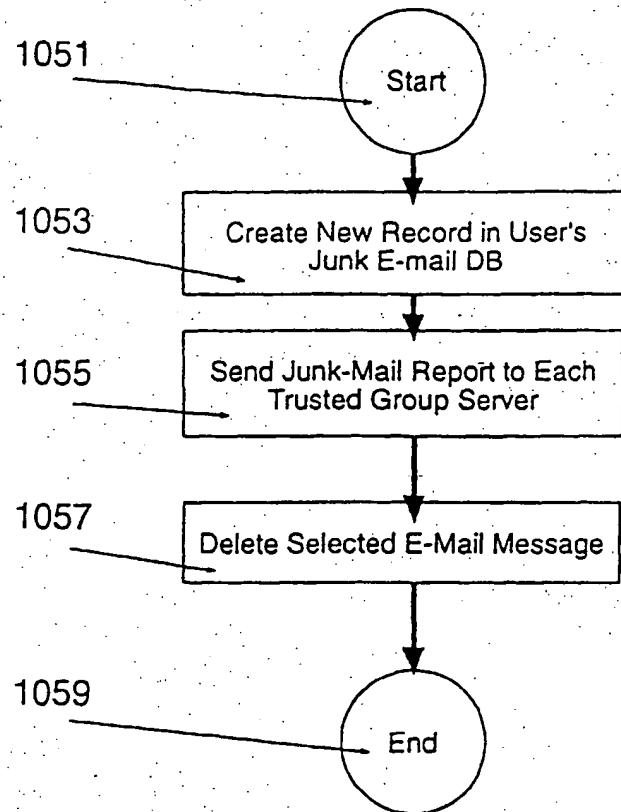 1051
Start
1053
Create New Record in User's
Junk E-mail DB
1055
Send Junk-Mail Report to Each
Trusted Group Server
1057
Delete Selected E-Mail Message
1059
End